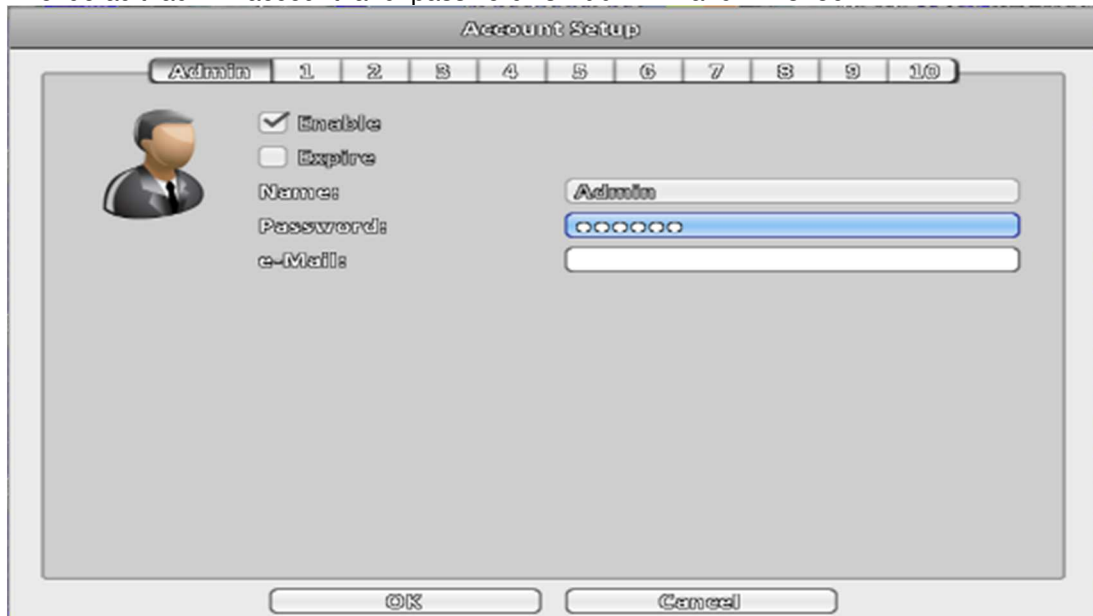 Account Setup
Admin 1 2 3 4 5 6 7 8 9 10
Enable
Expire
Name: Admin
Password:
e-Mail:
OK Cancel